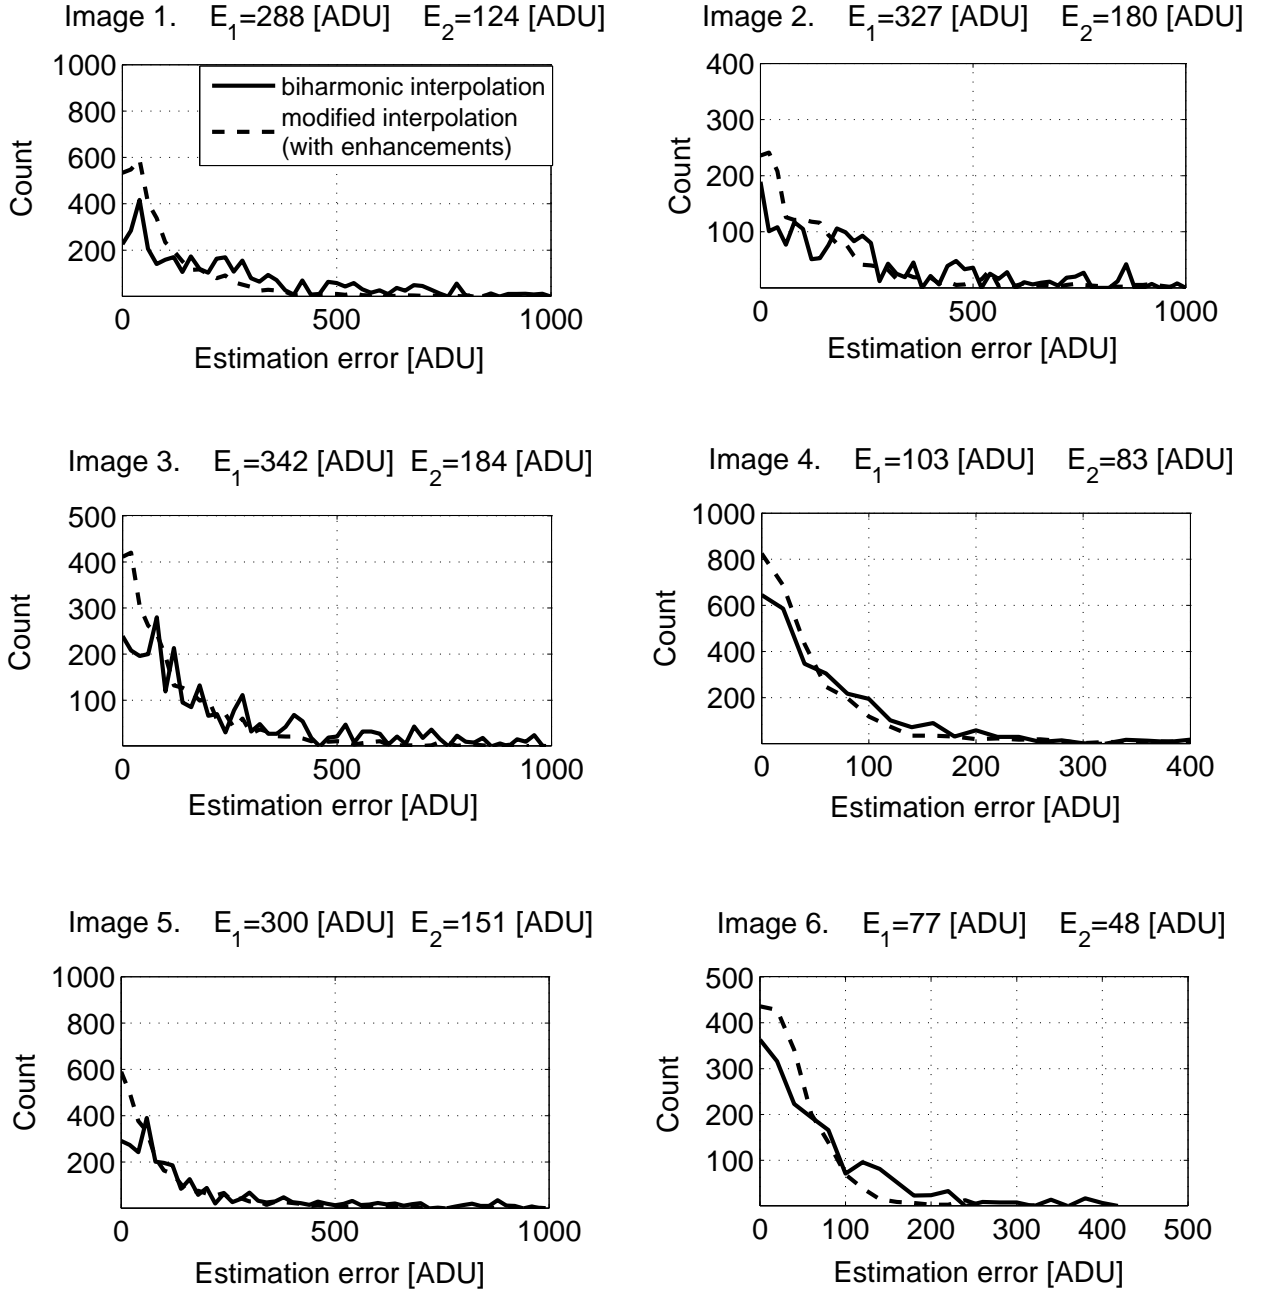 Image 1. E1=288 [ADU] E2=124 [ADU]
1000
800
600
400
200
0
500
1000
Count
Estimation error [ADU]
biharmonic interpolation
modified interpolation
(with enhancements)
Image 2. E1=327 [ADU] E2=180 [ADU]
400
300
200
100
0
500
1000
Count
Estimation error [ADU]
Image 3. E1=342 [ADU] E2=184 [ADU]
500
400
300
200
100
0
500
1000
Count
Estimation error [ADU]
Image 4. E1=103 [ADU] E2=83 [ADU]
1000
800
600
400
200
0
100
200
300
400
Count
Estimation error [ADU]
Image 5. E1=300 [ADU] E2=151 [ADU]
1000
800
600
400
200
0
500
1000
Count
Estimation error [ADU]
Image 6. E1=77 [ADU] E2=48 [ADU]
500
400
300
200
100
0
100
200
300
400
500
Count
Estimation error [ADU]